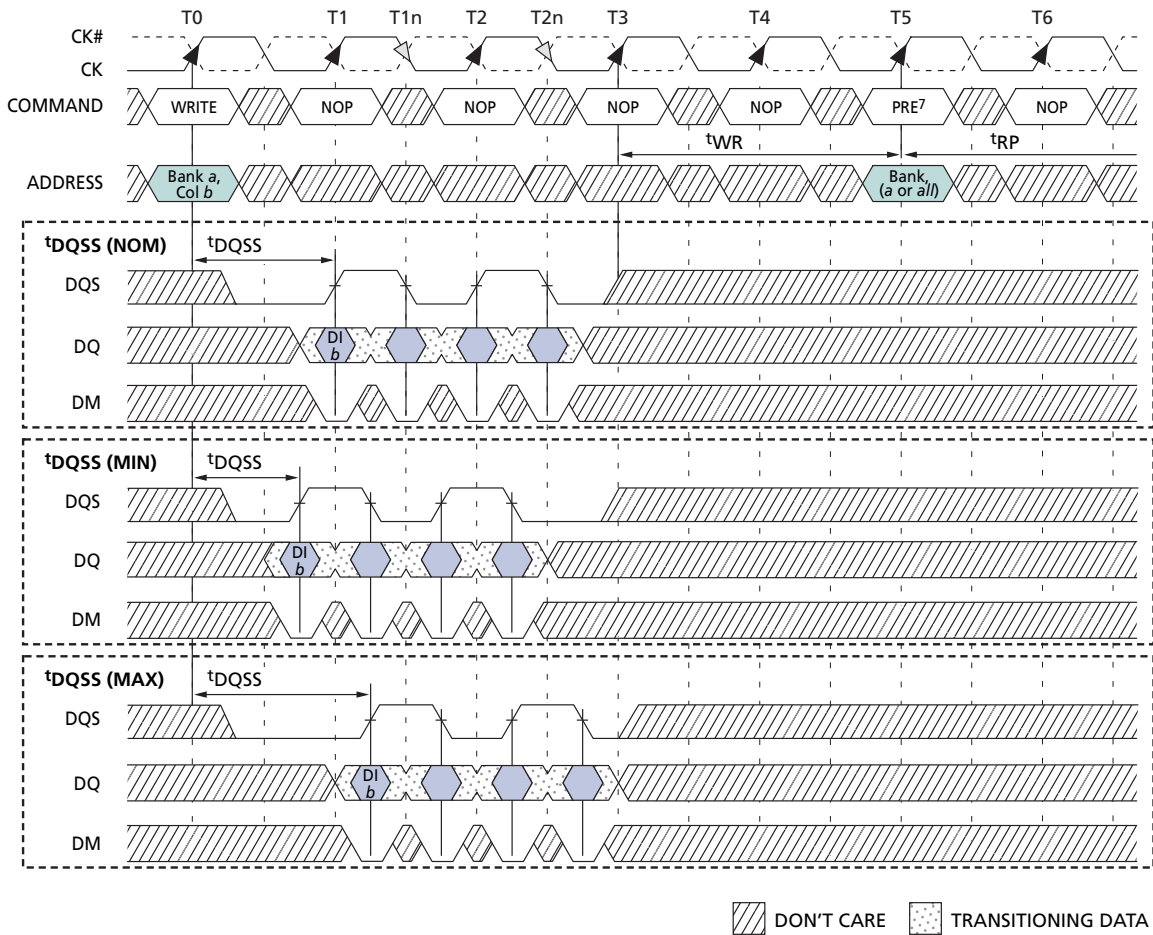 T0 T1 T1n T2 T2n T3 T4 T5 T6
CK#
CK
COMMAND WRITE NOP NOP NOP NOP PRE7 NOP
tWR tRP
ADDRESS Bank a, Col b Bank, (a or all)
tDQSS (NOM) tDQSS
DQS
DQ DI b
DM
tDQSS (MIN) tDQSS
DQS
DQ DI b
DM
tDQSS (MAX) tDQSS
DQS
DQ DI b
DM
DON'T CARE TRANSITIONING DATA